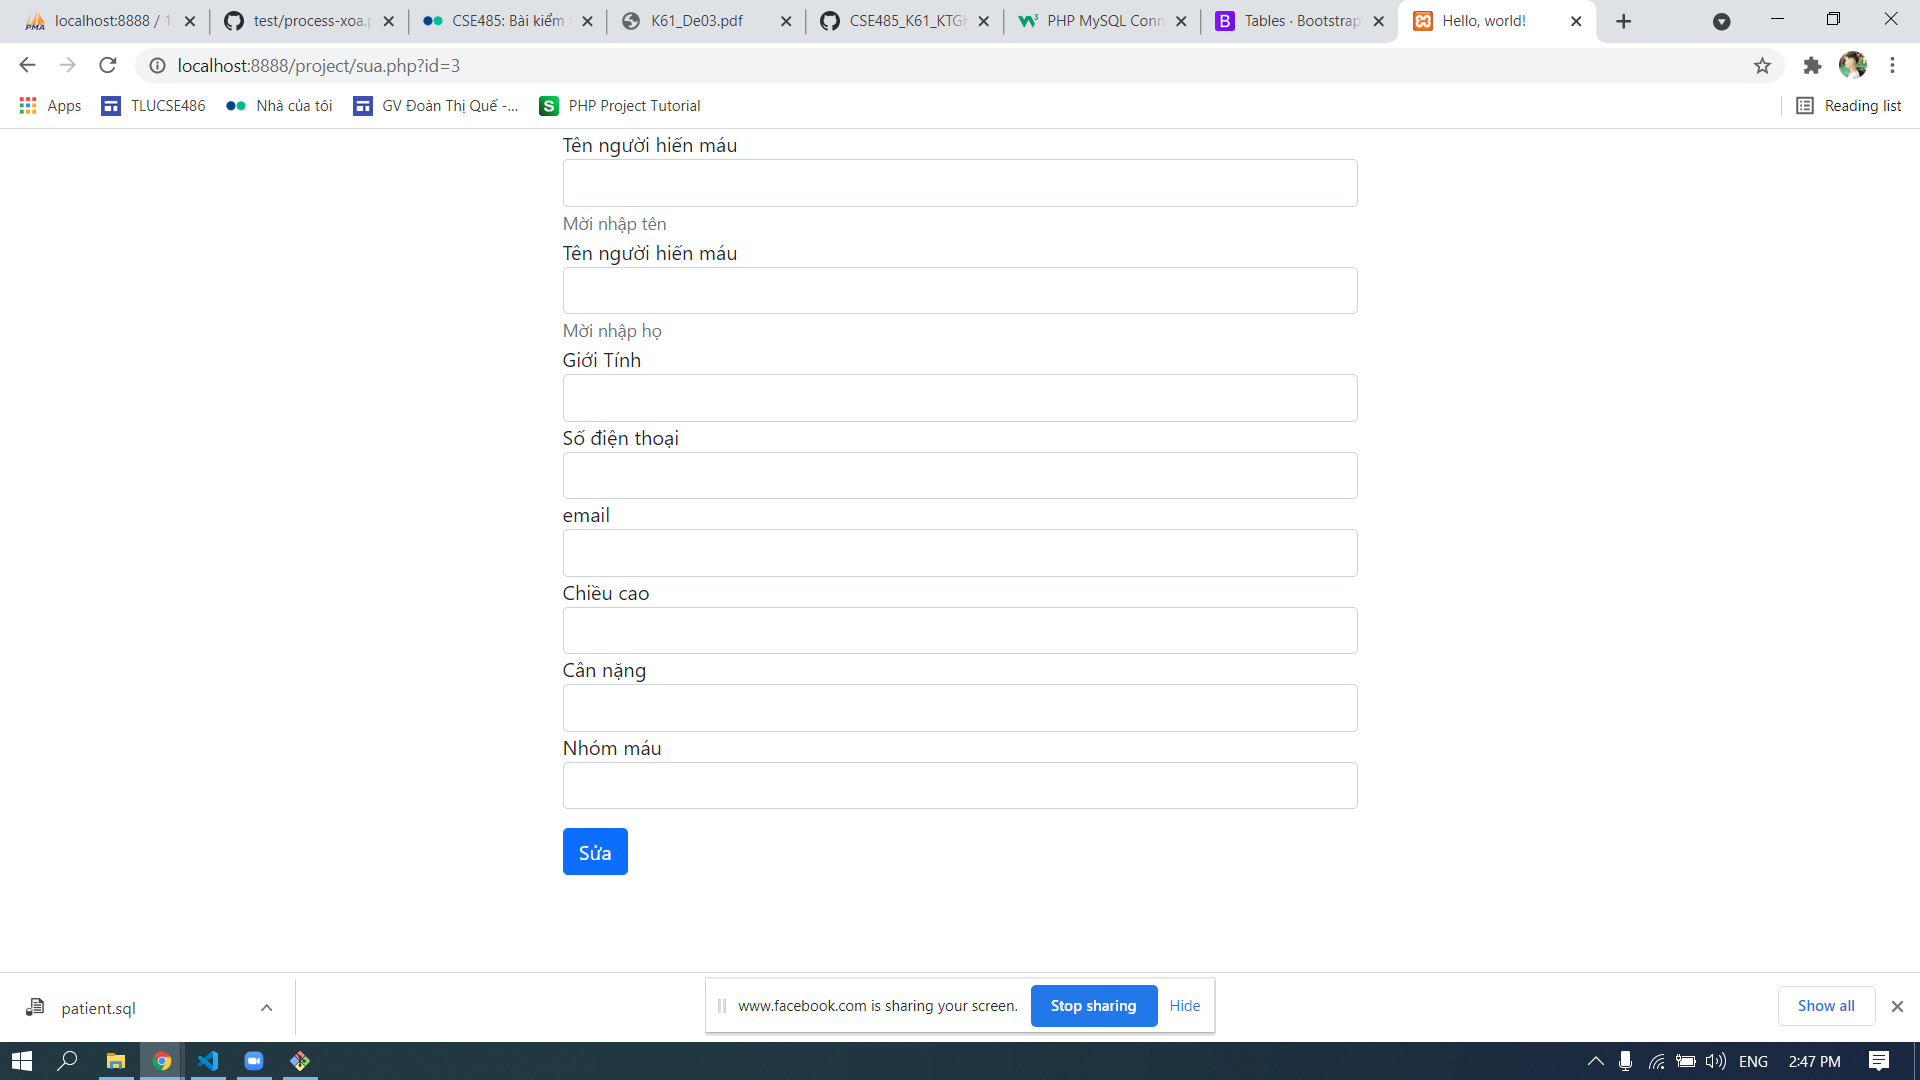 localhost:8888 / 1
test/process-xoa.p
CSE485: Bài kiểm
K61_De03.pdf
CSE485_K61_KTGK
PHP MySQL Conn
Tables · Bootstrap
Hello, world!
localhost:8888/project/sua.php?id=3
Apps
TLUCSE486
Nhà của tôi
GV Đoàn Thị Quế -...
PHP Project Tutorial
Reading list
Tên người hiến máu
Mời nhập tên
Tên người hiến máu
Mời nhập họ
Giới Tính
Số điện thoại
email
Chiều cao
Cân nặng
Nhóm máu
Sửa
patient.sql
www.facebook.com is sharing your screen.
Stop sharing
Hide
Show all
ENG
2:47 PM